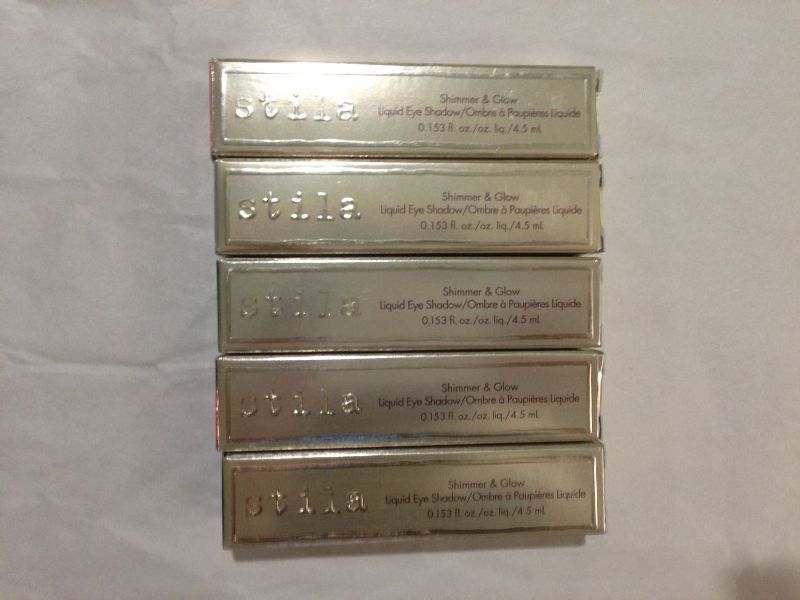 stila
Shimmer & Glow
Liquid Eye Shadow/Ombre à Paupières Liquide
0.153 fl. oz./oz. liq./4.5 mL
stila
Shimmer & Glow
Liquid Eye Shadow/Ombre à Paupières Liquide
0.153 fl. oz./oz. liq./4.5 mL
stila
Shimmer & Glow
Liquid Eye Shadow/Ombre à Paupières Liquide
0.153 fl. oz./oz. liq./4.5 mL
stila
Shimmer & Glow
Liquid Eye Shadow/Ombre à Paupières Liquide
0.153 fl. oz./oz. liq./4.5 mL
stila
Shimmer & Glow
Liquid Eye Shadow/Ombre à Paupières Liquide
0.153 fl. oz./oz. liq./4.5 mL